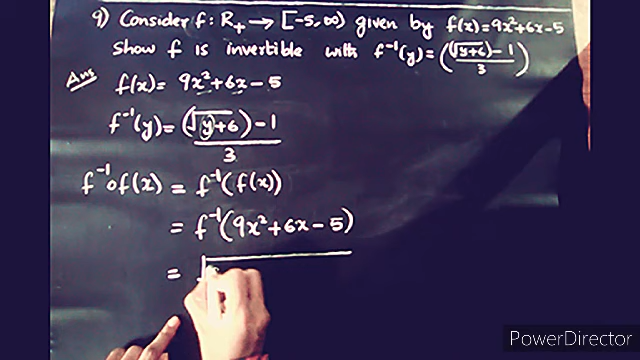 9) Consider f: R₊ → [-5, ∞) given by f(x) = 9x²+6x-5
Show f is invertible with f⁻¹(y) = ((√y+6) - 1 / 3)
Ans f(x) = 9x²+6x-5
f⁻¹(y) = (√y+6) - 1 / 3
f⁻¹of(x) = f⁻¹(f(x))
= f⁻¹(9x²+6x-5)
= √
PowerDirector